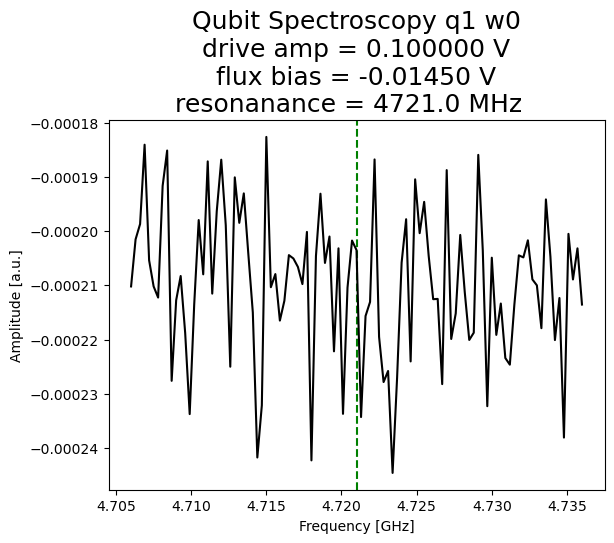 Qubit Spectroscopy q1 w0
drive amp = 0.100000 V
flux bias = -0.01450 V
resonanance = 4721.0 MHz
−0.00018
−0.00019
−0.00020
−0.00021
−0.00022
−0.00023
−0.00024
Amplitude [a.u.]
4.705 4.710 4.715 4.720 4.725 4.730 4.735
Frequency [GHz]